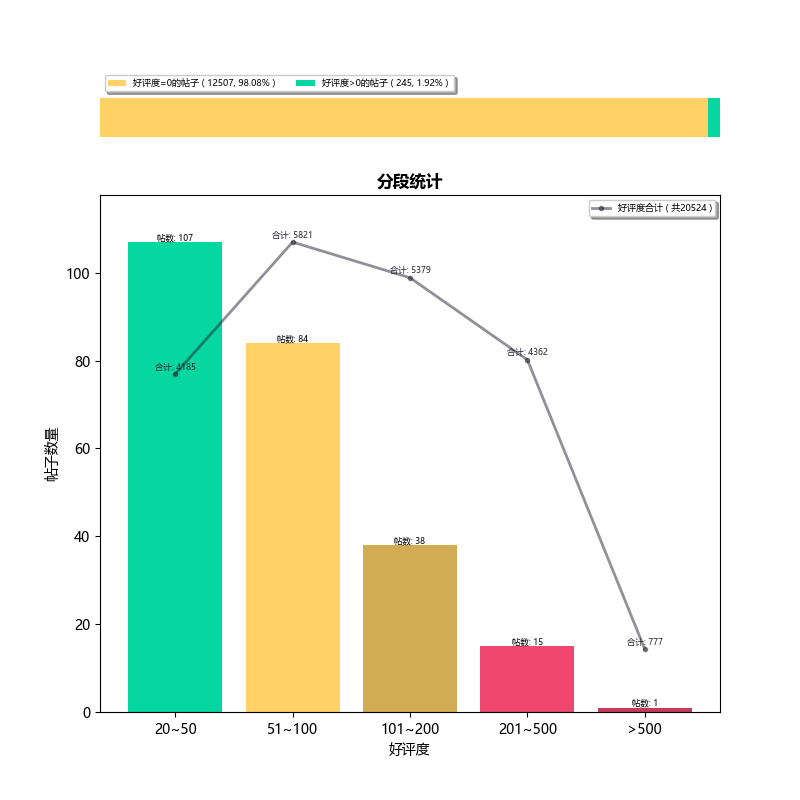 好评度=0的帖子 ( 12507, 98.08% ) 好评度>0的帖子 ( 245, 1.92% )
分段统计
好评度合计 ( 共20524 )
帖数: 107
合计: 5821
合计: 5379
合计: 4185
合计: 4362
帖数: 84
帖数: 38
帖数: 15
合计: 777
帖数: 1
帖子数量
100
80
60
40
20
0
20~50 51~100 101~200 201~500 >500
好评度